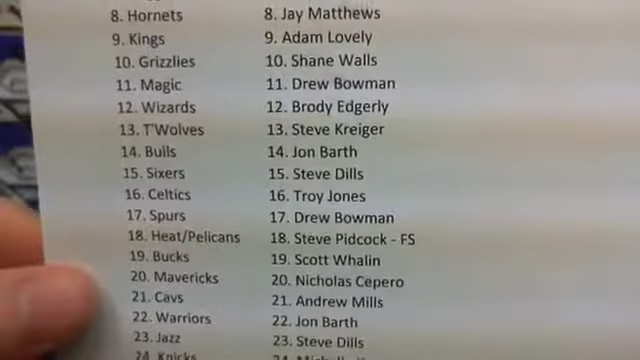 8. Hornets 8. Jay Matthews
9. Kings 9. Adam Lovely
10. Grizzlies 10. Shane Walls
11. Magic 11. Drew Bowman
12. Wizards 12. Brody Edgerly
13. T'Wolves 13. Steve Kreiger
14. Bulls 14. Jon Barth
15. Sixers 15. Steve Dills
16. Celtics 16. Troy Jones
17. Spurs 17. Drew Bowman
18. Heat/Pelicans 18. Steve Pidcock - FS
19. Bucks 19. Scott Whalin
20. Mavericks 20. Nicholas Cepero
21. Cavs 21. Andrew Mills
22. Warriors 22. Jon Barth
23. Jazz 23. Steve Dills
24. Knicks 24.